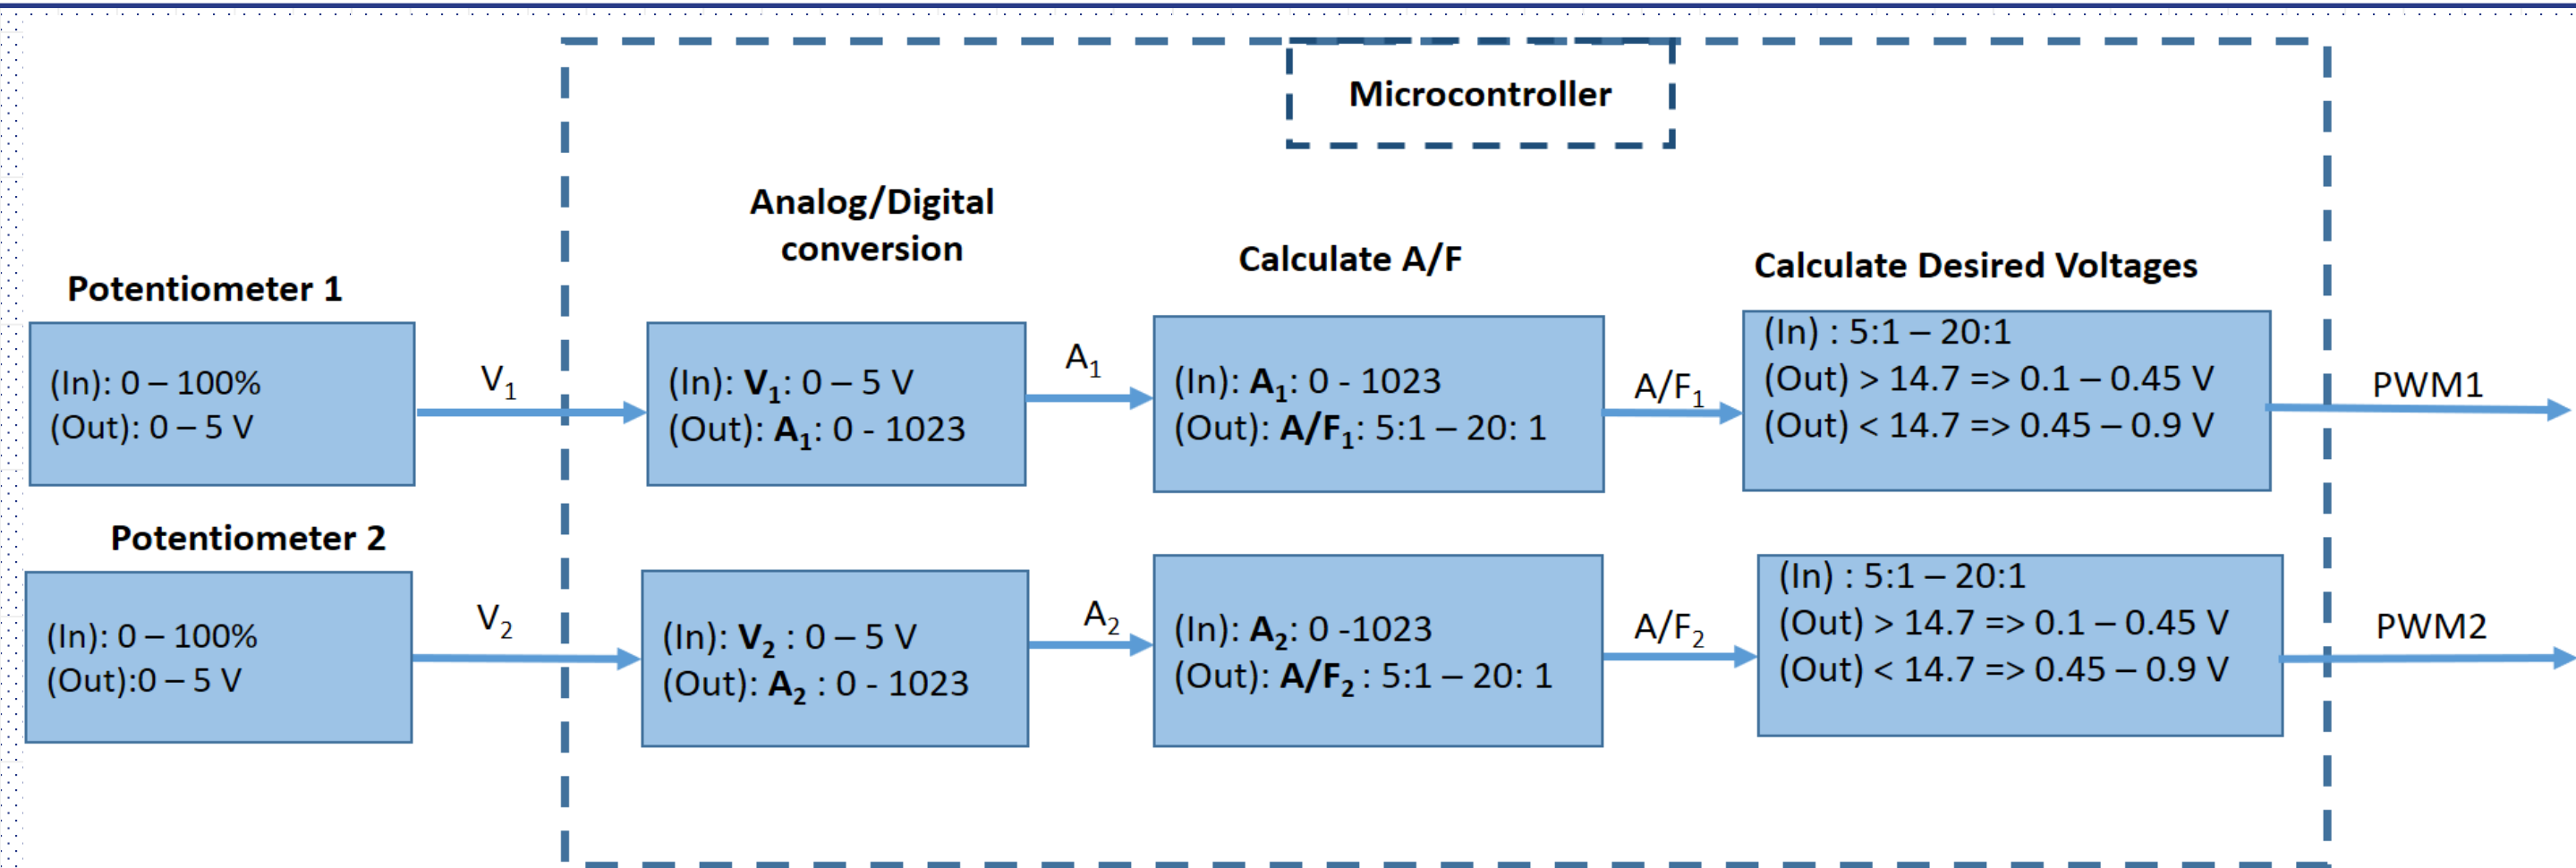 Microcontroller
Analog/Digital
conversion
Calculate A/F
Calculate Desired Voltages
Potentiometer 1
(In): 0 – 100%
(Out): 0 – 5 V
V1
(In): V1: 0 – 5 V
(Out): A1: 0 - 1023
A1
(In): A1: 0 - 1023
(Out): A/F1: 5:1 – 20: 1
A/F1
(In) : 5:1 – 20:1
(Out) > 14.7 => 0.1 – 0.45 V
(Out) < 14.7 => 0.45 – 0.9 V
PWM1
Potentiometer 2
(In): 0 – 100%
(Out):0 – 5 V
V2
(In): V2 : 0 – 5 V
(Out): A2 : 0 - 1023
A2
(In): A2: 0 -1023
(Out): A/F2 : 5:1 – 20: 1
A/F2
(In) : 5:1 – 20:1
(Out) > 14.7 => 0.1 – 0.45 V
(Out) < 14.7 => 0.45 – 0.9 V
PWM2